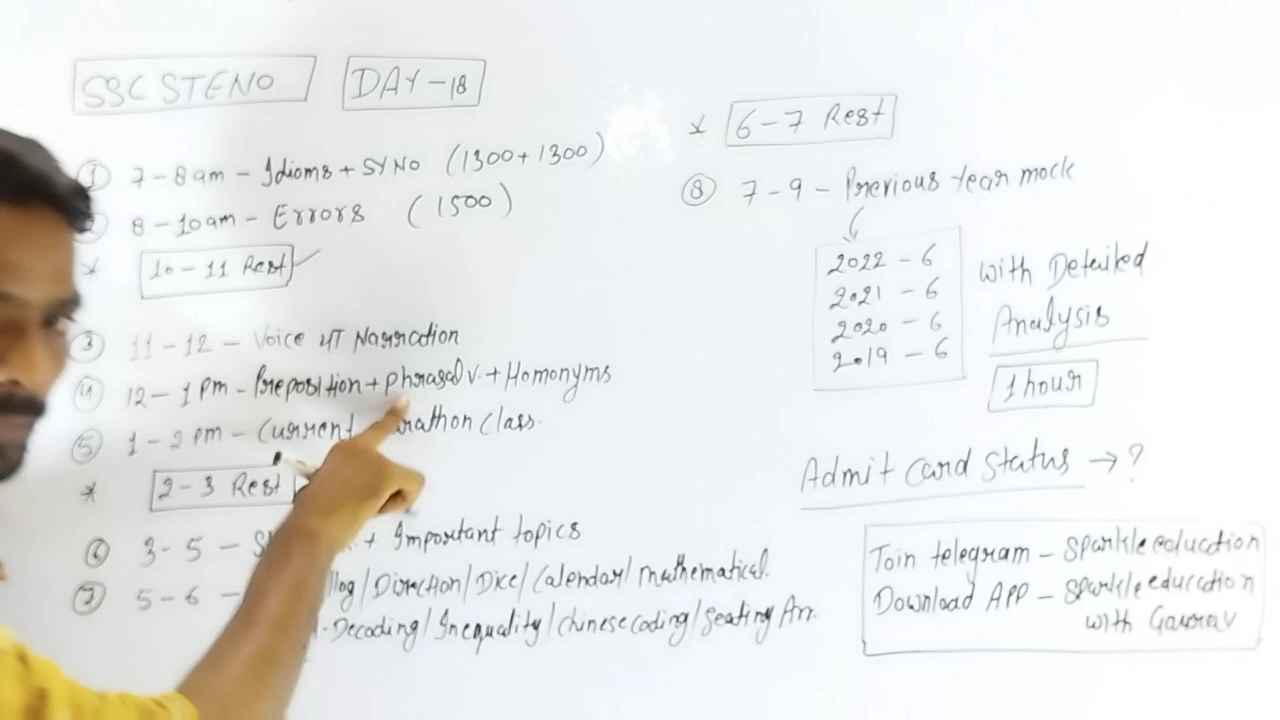 SSC STENO
DAY - 18
① 7 - 8 am - Idioms + SYNO (1300 + 1300)
8 - 10 am - Errors (1500)
* 10 - 11 Rest
③ 11 - 12 - Voice या Narration
④ 12 - 1 pm - Preposition + phrasal v. + Homonyms
⑤ 1 - 2 pm - Current Class.
* 2 - 3 Rest
⑥ 3 - 5 - + Important topics
⑦ 5 - 6 - /Direction/Dice/Calendar/mathematical.
Decoding/Inequality/chinese coding/Seating Arr.
* 6 - 7 Rest
⑧ 7 - 9 - Previous Year mock
2022 - 6
2021 - 6
2020 - 6
2019 - 6
with Detailed
Analysis
1 hour
Admit card status → ?
Join telegram - sparkle education
Download APP - sparkle education
with Gaurav